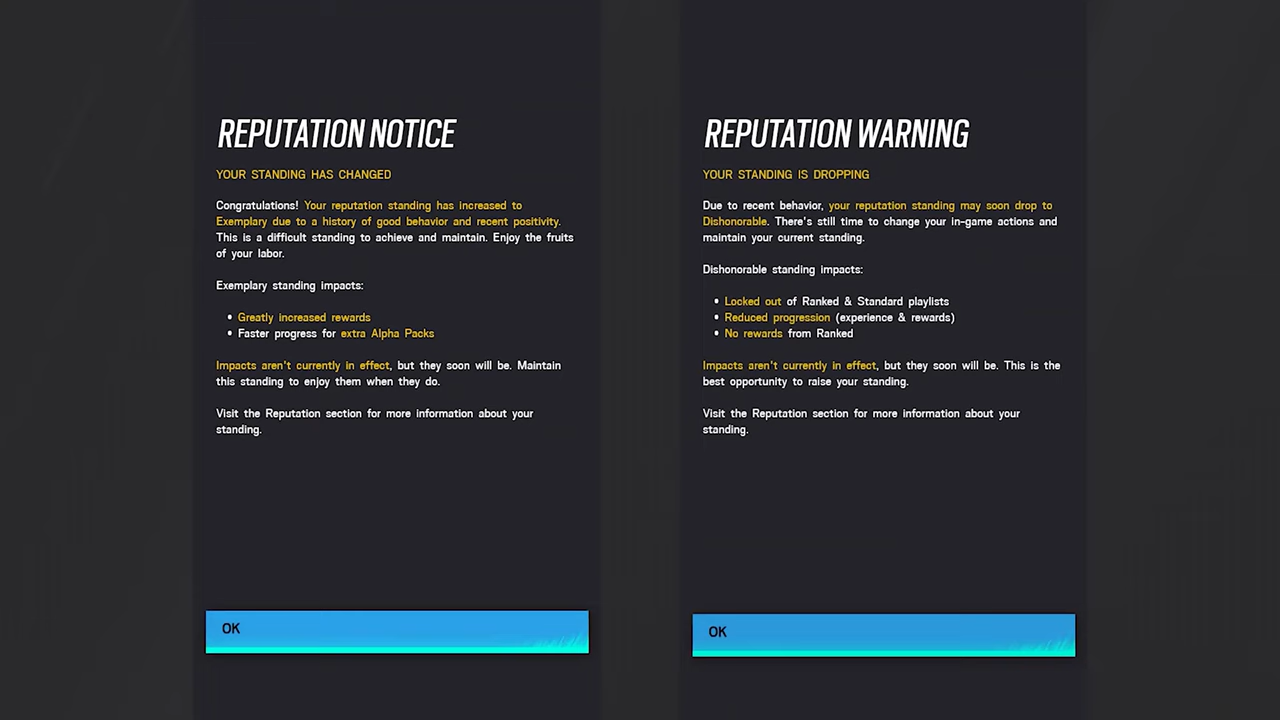 REPUTATION NOTICE
YOUR STANDING HAS CHANGED
Congratulations! Your reputation standing has increased to
Exemplary due to a history of good behavior and recent positivity.
This is a difficult standing to achieve and maintain. Enjoy the fruits
of your labor.
Exemplary standing impacts:
• Greatly increased rewards
• Faster progress for extra Alpha Packs
Impacts aren't currently in effect, but they soon will be. Maintain
this standing to enjoy them when they do.
Visit the Reputation section for more information about your
standing.
OK
REPUTATION WARNING
YOUR STANDING IS DROPPING
Due to recent behavior, your reputation standing may soon drop to
Dishonorable. There's still time to change your in-game actions and
maintain your current standing.
Dishonorable standing impacts:
• Locked out of Ranked & Standard playlists
• Reduced progression (experience & rewards)
• No rewards from Ranked
Impacts aren't currently in effect, but they soon will be. This is the
best opportunity to raise your standing.
Visit the Reputation section for more information about your
standing.
OK